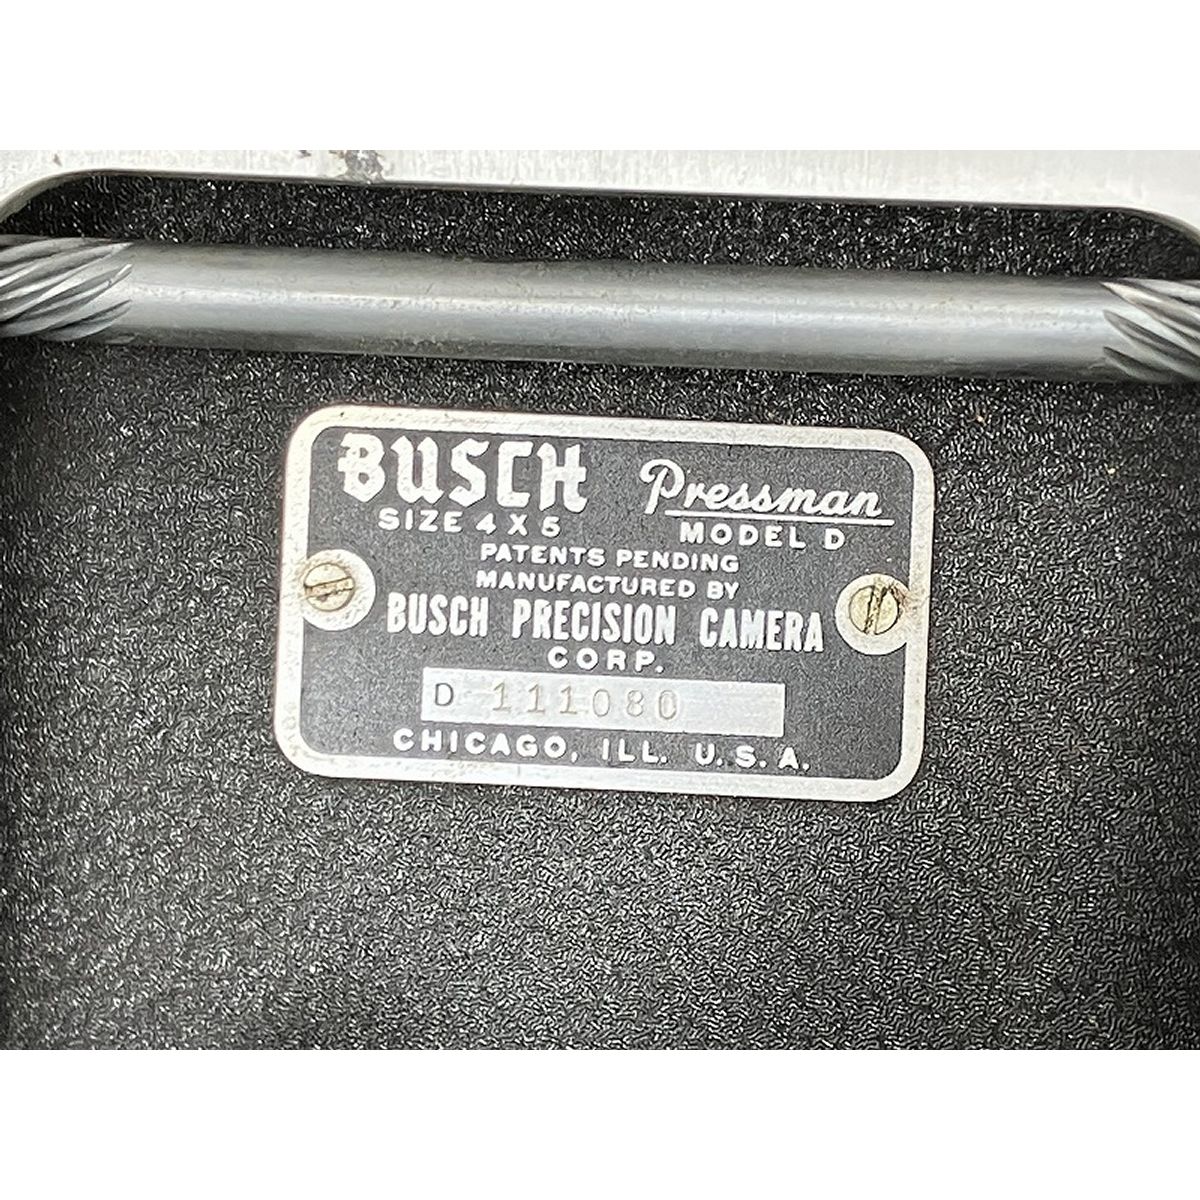 BUSCH Pressman
SIZE 4 X 5 MODEL D
PATENTS PENDING
MANUFACTURED BY
BUSCH PRECISION CAMERA
CORP.
D 111080
CHICAGO, ILL. U.S.A.